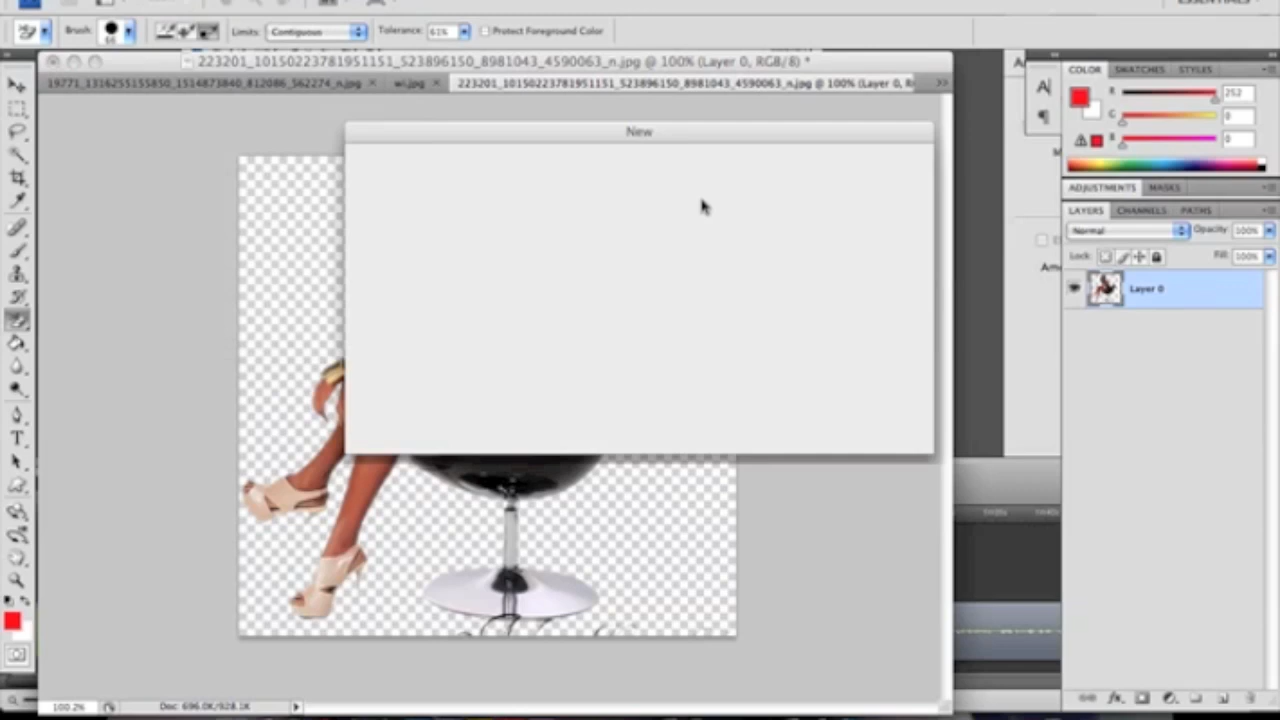 ESSENTIALS
Brush: 66 Limits: Contiguous Tolerance: 61% Protect Foreground Color
223201_10150223781951151_523896150_8981043_4590063_n.jpg @ 100% (Layer 0, RGB/8) *
19771_1316255155850_1514873840_812086_562274_n.jpg wi.jpg 223201_10150223781951151_523896150_8981043_4590063_n.jpg @ 100% (Layer 0, R
New
COLOR SWATCHES STYLES
R 252
G 0
B 0
ADJUSTMENTS MASKS
LAYERS CHANNELS PATHS
Normal Opacity: 100%
Lock: Fill: 100%
Layer 0
Amo
100.2% Doc: 696.0K/928.1K